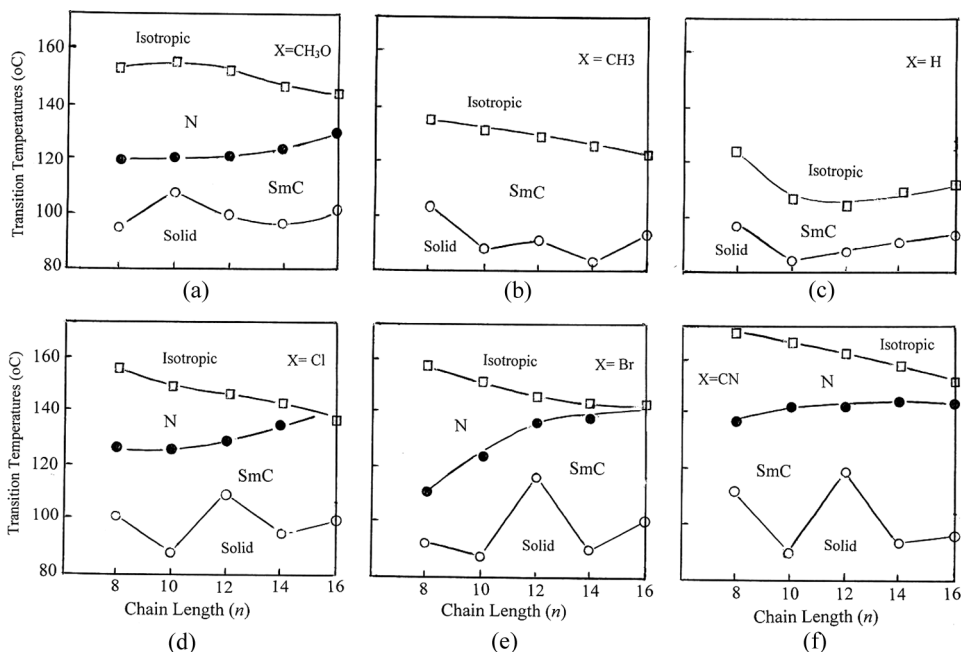 Transition Temperatures (oC)
160
140
120
100
80
Isotropic
X=CH₃O
N
SmC
Solid
(a)
X = CH3
Isotropic
SmC
Solid
(b)
X= H
Isotropic
SmC
Solid
(c)
Transition Temperatures (oC)
160
140
120
100
80
Isotropic
X= Cl
N
SmC
Solid
8 10 12 14 16
Chain Length (n)
(d)
Isotropic
X= Br
N
SmC
Solid
8 10 12 14 16
Chain Length (n)
(e)
Isotropic
X=CN
N
SmC
Solid
8 10 12 14 16
Chain Length (n)
(f)